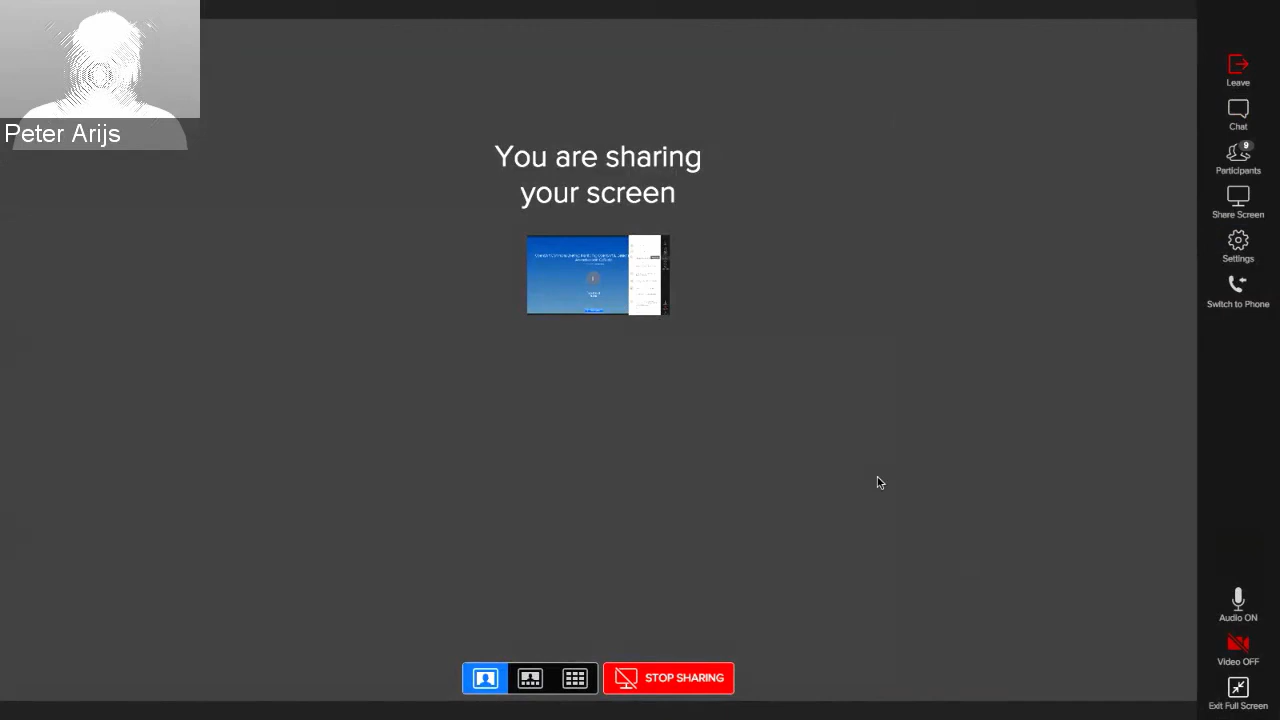 Peter Arijs
You are sharing
your screen
Leave
Chat
9
Participants
Share Screen
Settings
Switch to Phone
STOP SHARING
Audio ON
Video OFF
Exit Full Screen